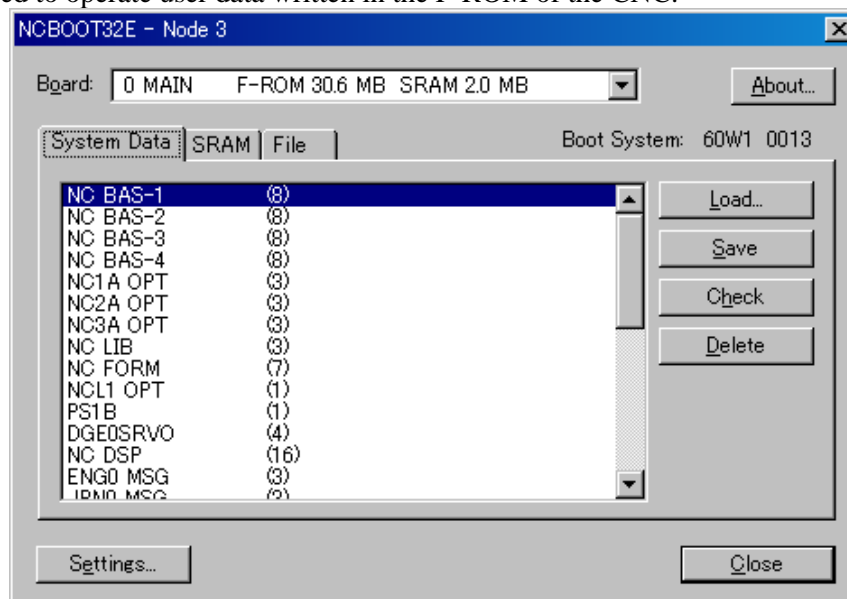 ed to operate user data written in the F-ROM of the CNC.
NCBOOT32E - Node 3
Board: 0 MAIN F-ROM 30.6 MB SRAM 2.0 MB About...
System Data SRAM File Boot System: 60W1 0013
NC BAS-1 (8) Load...
NC BAS-2 (8)
NC BAS-3 (8) Save
NC BAS-4 (8)
NC1A OPT (3) Check
NC2A OPT (3)
NC3A OPT (3)
NC LIB (3) Delete
NC FORM (7)
NCL1 OPT (1)
PS1B (1)
DGE0SRVO (4)
NC DSP (16)
ENG0 MSG (3)
JPN0 MSG (3)
Settings... Close